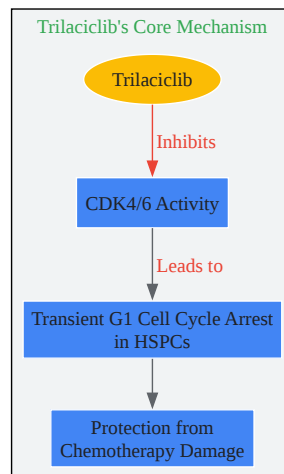 Trilaciclib's Core Mechanism
Trilaciclib
Inhibits
CDK4/6 Activity
Leads to
Transient G1 Cell Cycle Arrest
in HSPCs
Protection from
Chemotherapy Damage